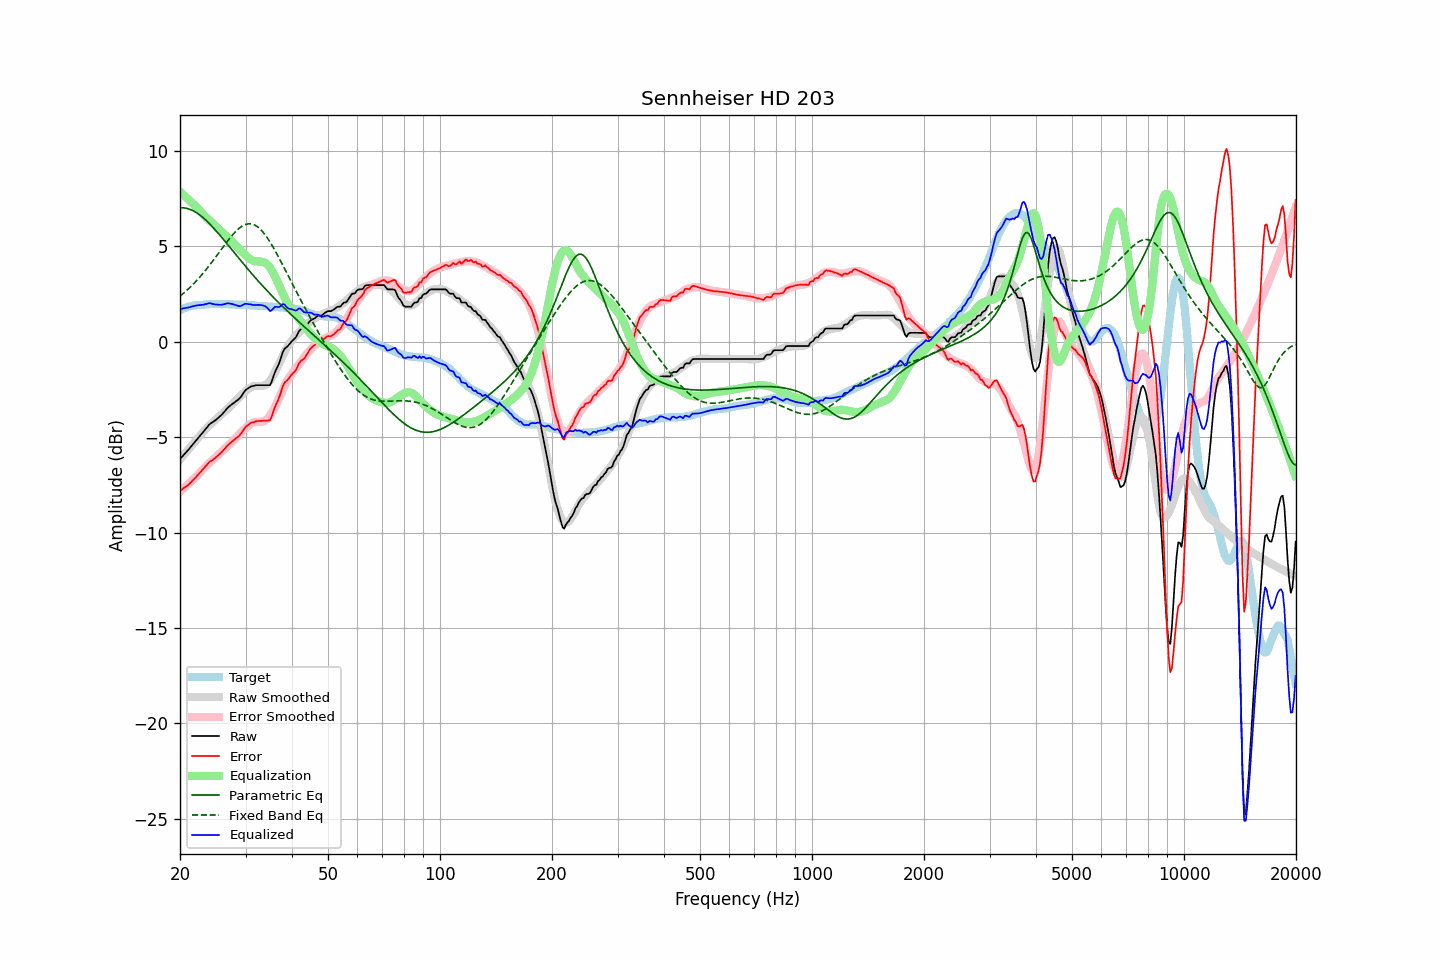 Sennheiser HD 203
Amplitude (dBr)
10
5
0
−5
−10
−15
−20
−25
Target
Raw Smoothed
Error Smoothed
Raw
Error
Equalization
Parametric Eq
Fixed Band Eq
Equalized
20 50 100 200 500 1000 2000 5000 10000 20000
Frequency (Hz)